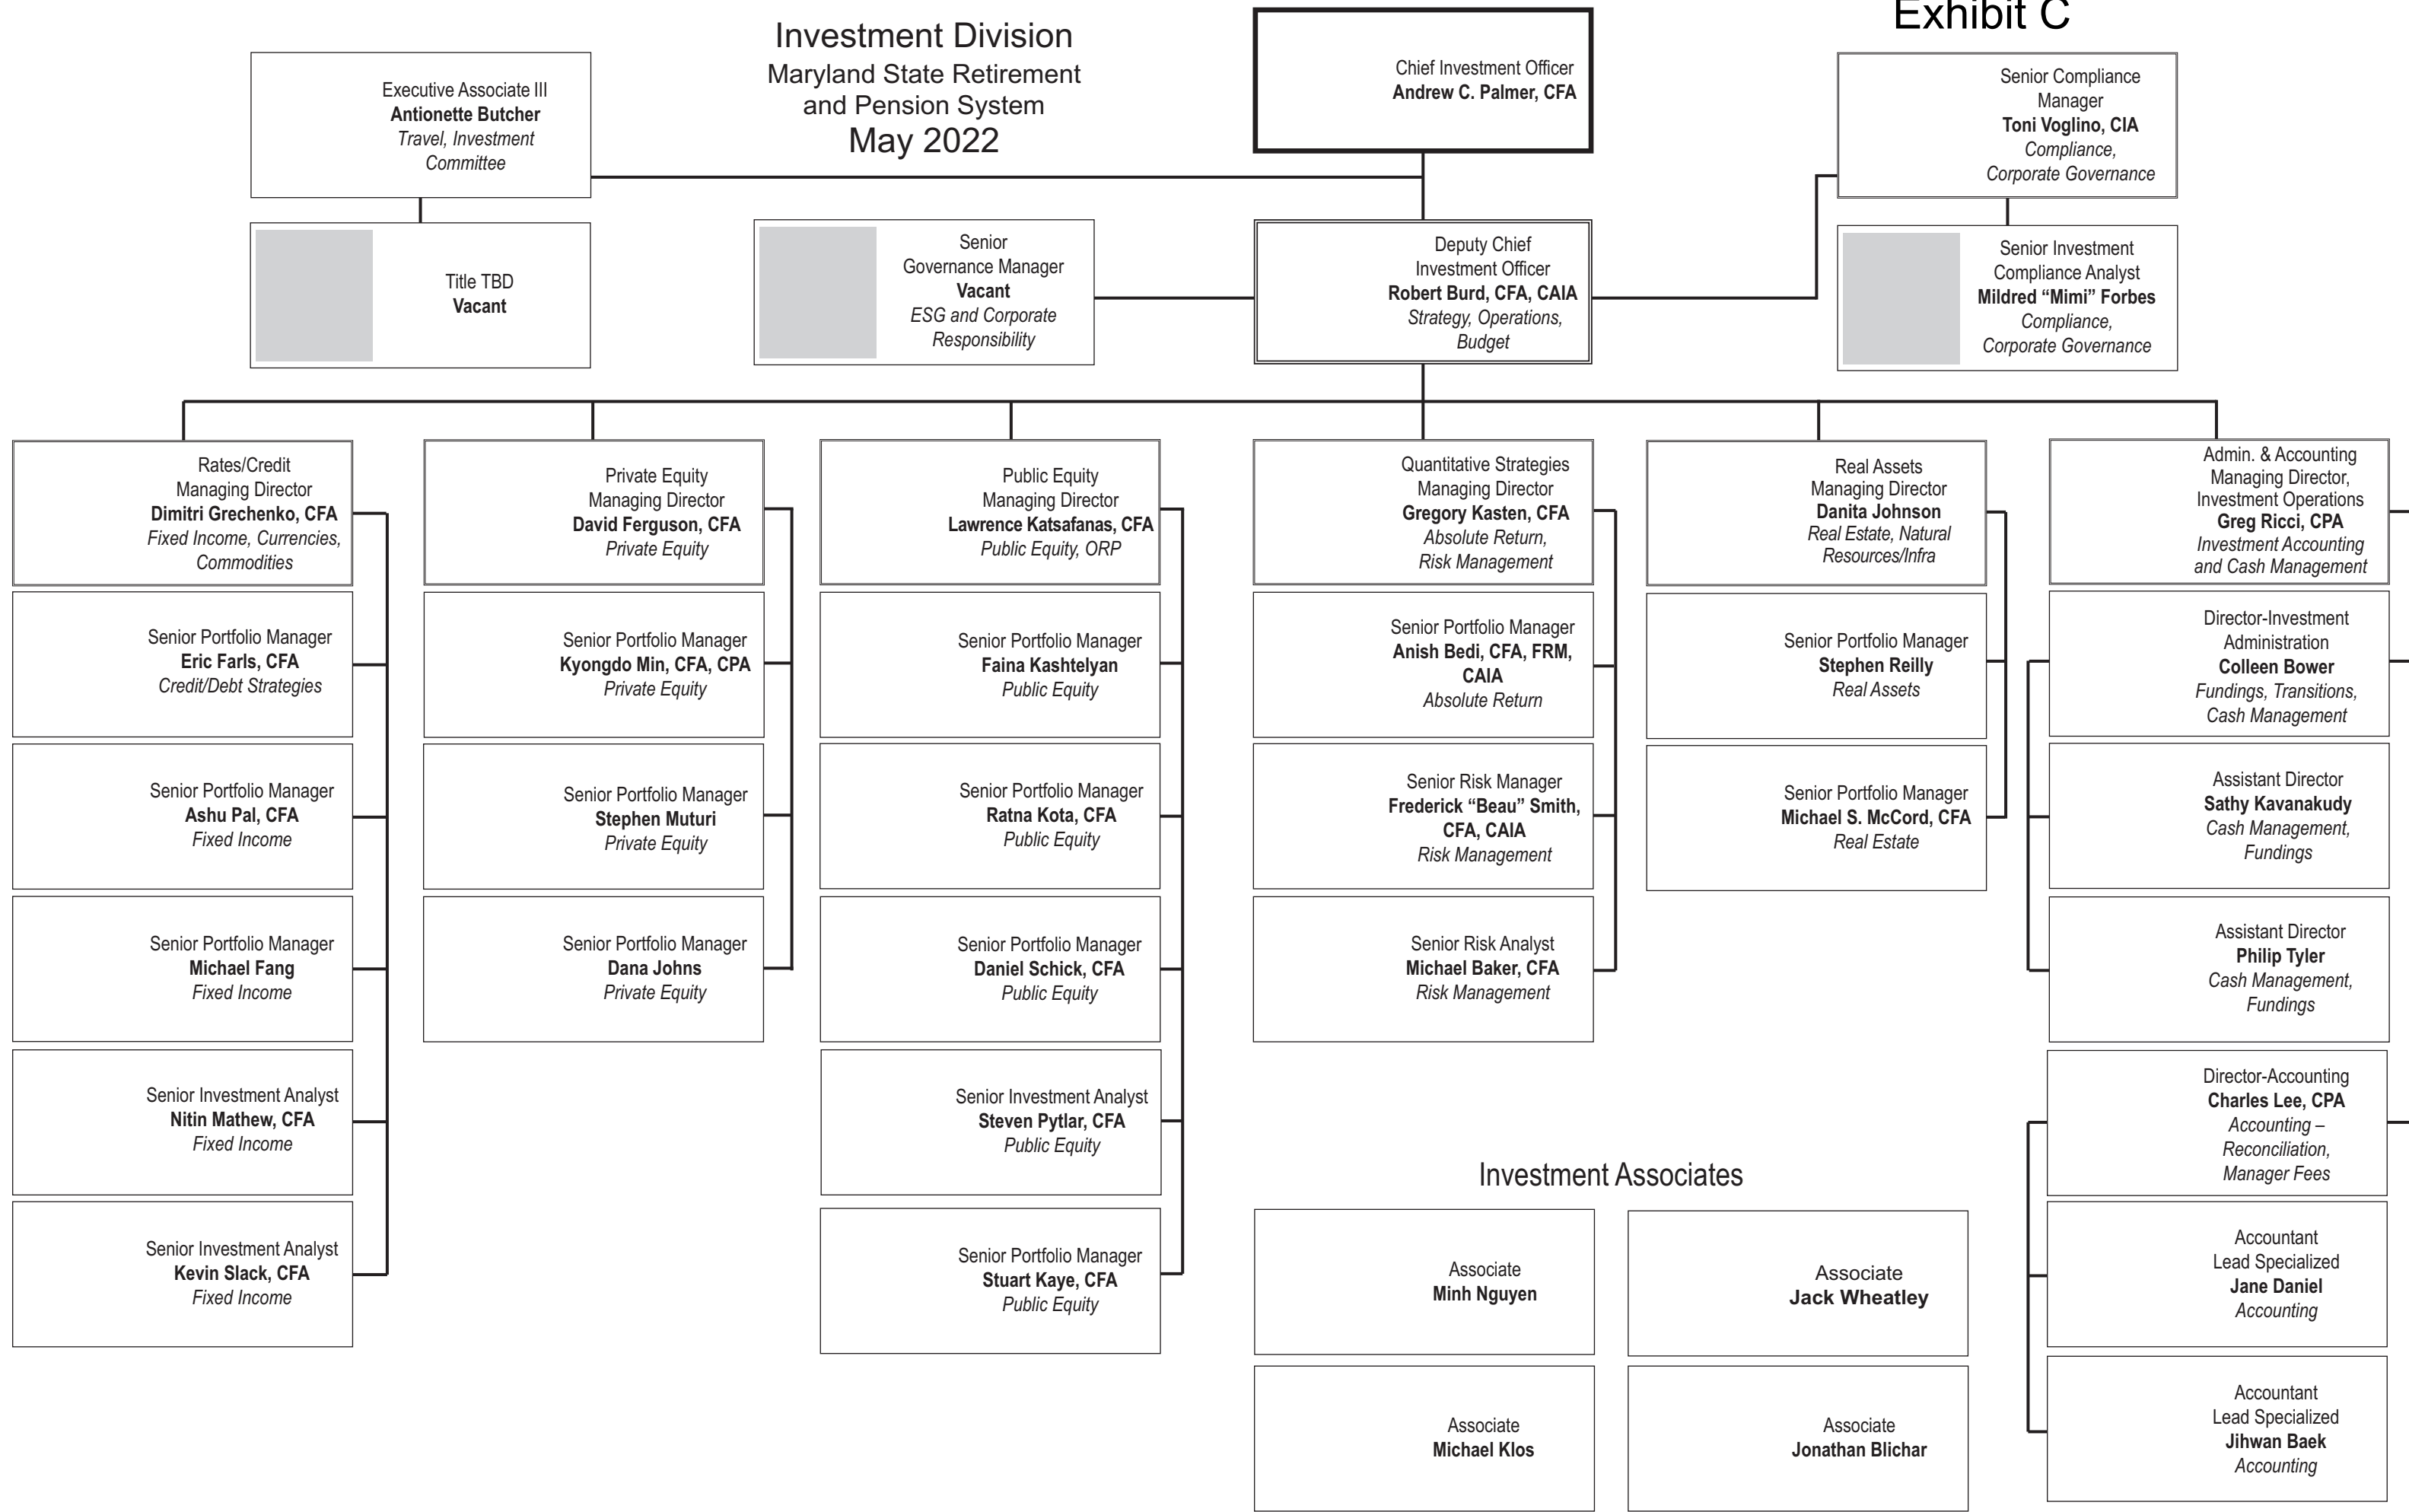 Exhibit C
Investment Division
Maryland State Retirement
and Pension System
May 2022
Chief Investment Officer
Andrew C. Palmer, CFA
Executive Associate III
Antionette Butcher
Travel, Investment
Committee
Senior Compliance
Manager
Toni Voglino, CIA
Compliance,
Corporate Governance
Title TBD
Vacant
Senior
Governance Manager
Vacant
ESG and Corporate
Responsibility
Deputy Chief
Investment Officer
Robert Burd, CFA, CAIA
Strategy, Operations,
Budget
Senior Investment
Compliance Analyst
Mildred “Mimi” Forbes
Compliance,
Corporate Governance
Rates/Credit
Managing Director
Dimitri Grechenko, CFA
Fixed Income, Currencies,
Commodities
Senior Portfolio Manager
Eric Farls, CFA
Credit/Debt Strategies
Senior Portfolio Manager
Ashu Pal, CFA
Fixed Income
Senior Portfolio Manager
Michael Fang
Fixed Income
Senior Investment Analyst
Nitin Mathew, CFA
Fixed Income
Senior Investment Analyst
Kevin Slack, CFA
Fixed Income
Private Equity
Managing Director
David Ferguson, CFA
Private Equity
Senior Portfolio Manager
Kyongdo Min, CFA, CPA
Private Equity
Senior Portfolio Manager
Stephen Muturi
Private Equity
Senior Portfolio Manager
Dana Johns
Private Equity
Public Equity
Managing Director
Lawrence Katsafanas, CFA
Public Equity, ORP
Senior Portfolio Manager
Faina Kashtelyan
Public Equity
Senior Portfolio Manager
Ratna Kota, CFA
Public Equity
Senior Portfolio Manager
Daniel Schick, CFA
Public Equity
Senior Investment Analyst
Steven Pytlar, CFA
Public Equity
Senior Portfolio Manager
Stuart Kaye, CFA
Public Equity
Quantitative Strategies
Managing Director
Gregory Kasten, CFA
Absolute Return,
Risk Management
Senior Portfolio Manager
Anish Bedi, CFA, FRM,
CAIA
Absolute Return
Senior Risk Manager
Frederick “Beau” Smith,
CFA, CAIA
Risk Management
Senior Risk Analyst
Michael Baker, CFA
Risk Management
Real Assets
Managing Director
Danita Johnson
Real Estate, Natural
Resources/Infra
Senior Portfolio Manager
Stephen Reilly
Real Assets
Senior Portfolio Manager
Michael S. McCord, CFA
Real Estate
Admin. & Accounting
Managing Director,
Investment Operations
Greg Ricci, CPA
Investment Accounting
and Cash Management
Director-Investment
Administration
Colleen Bower
Fundings, Transitions,
Cash Management
Assistant Director
Sathy Kavanakudy
Cash Management,
Fundings
Assistant Director
Philip Tyler
Cash Management,
Fundings
Director-Accounting
Charles Lee, CPA
Accounting –
Reconciliation,
Manager Fees
Accountant
Lead Specialized
Jane Daniel
Accounting
Accountant
Lead Specialized
Jihwan Baek
Accounting
Investment Associates
Associate
Minh Nguyen
Associate
Jack Wheatley
Associate
Michael Klos
Associate
Jonathan Blichar